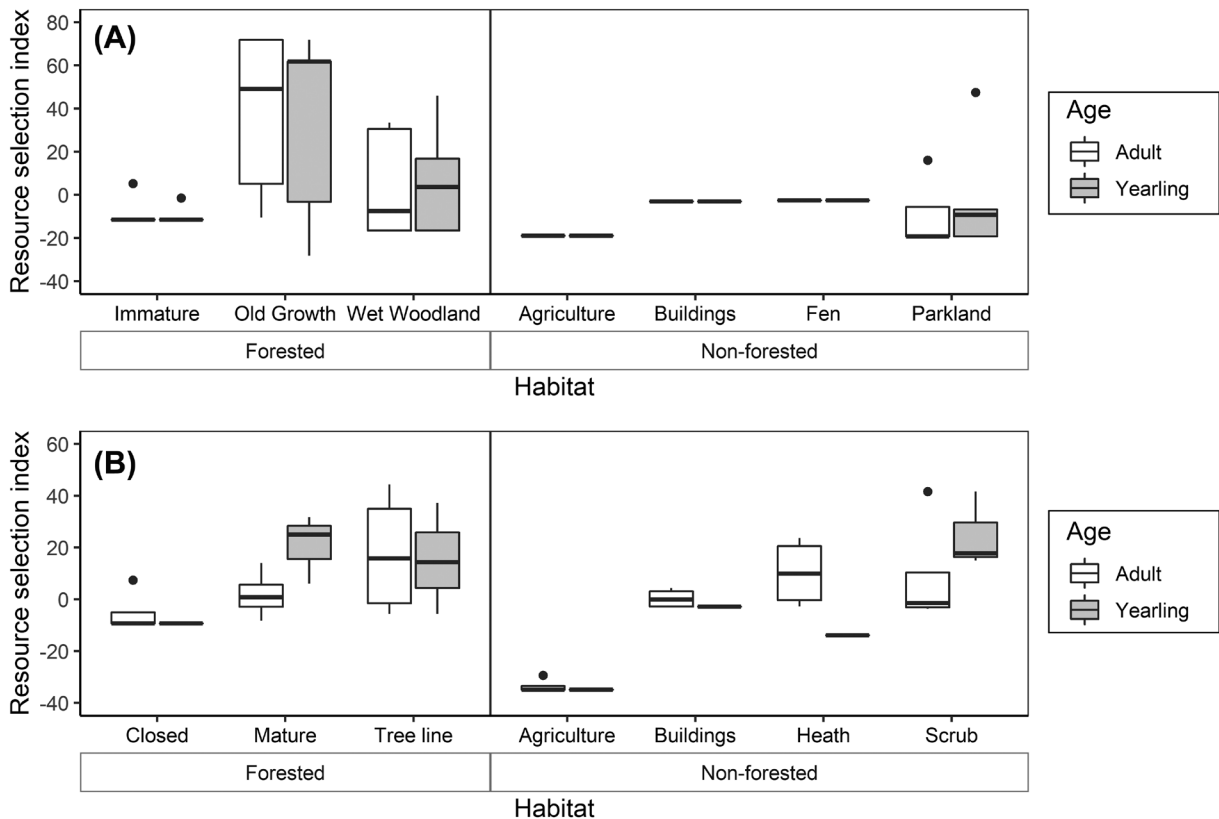 (A)
Resource selection index
80
60
40
20
0
-20
-40
Immature Old Growth Wet Woodland Agriculture Buildings Fen Parkland
Forested Non-forested
Habitat
Age
Adult
Yearling
(B)
Resource selection index
60
40
20
0
-20
-40
Closed Mature Tree line Agriculture Buildings Heath Scrub
Forested Non-forested
Habitat
Age
Adult
Yearling